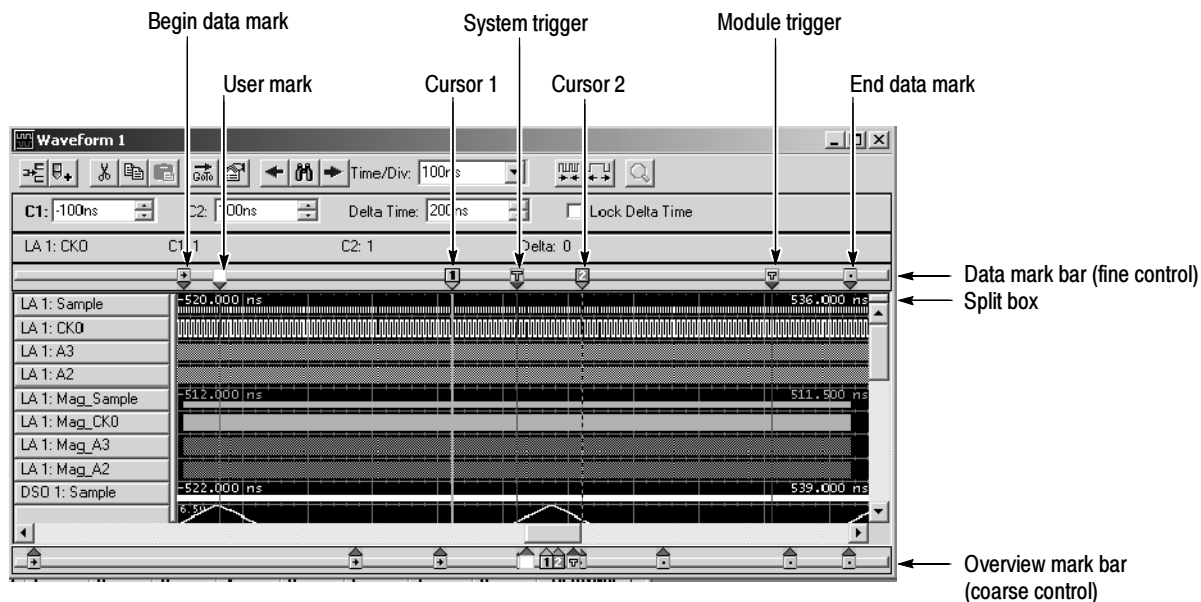 Begin data mark
System trigger
Module trigger
User mark
Cursor 1
Cursor 2
End data mark
Waveform 1
GoTo
Time/Div: 100ns
C1: -100ns
C2: 100ns
Delta Time: 200ns
Lock Delta Time
LA 1: CK0
C1: 1
C2: 1
Delta: 0
1
T
2
T
Data mark bar (fine control)
Split box
LA 1: Sample
-520.000 ns
536.000 ns
LA 1: CK0
LA 1: A3
LA 1: A2
LA 1: Mag_Sample
-512.000 ns
511.500 ns
LA 1: Mag_CK0
LA 1: Mag_A3
LA 1: Mag_A2
DSO 1: Sample
-522.000 ns
539.000 ns
1
2
T
Overview mark bar
(coarse control)